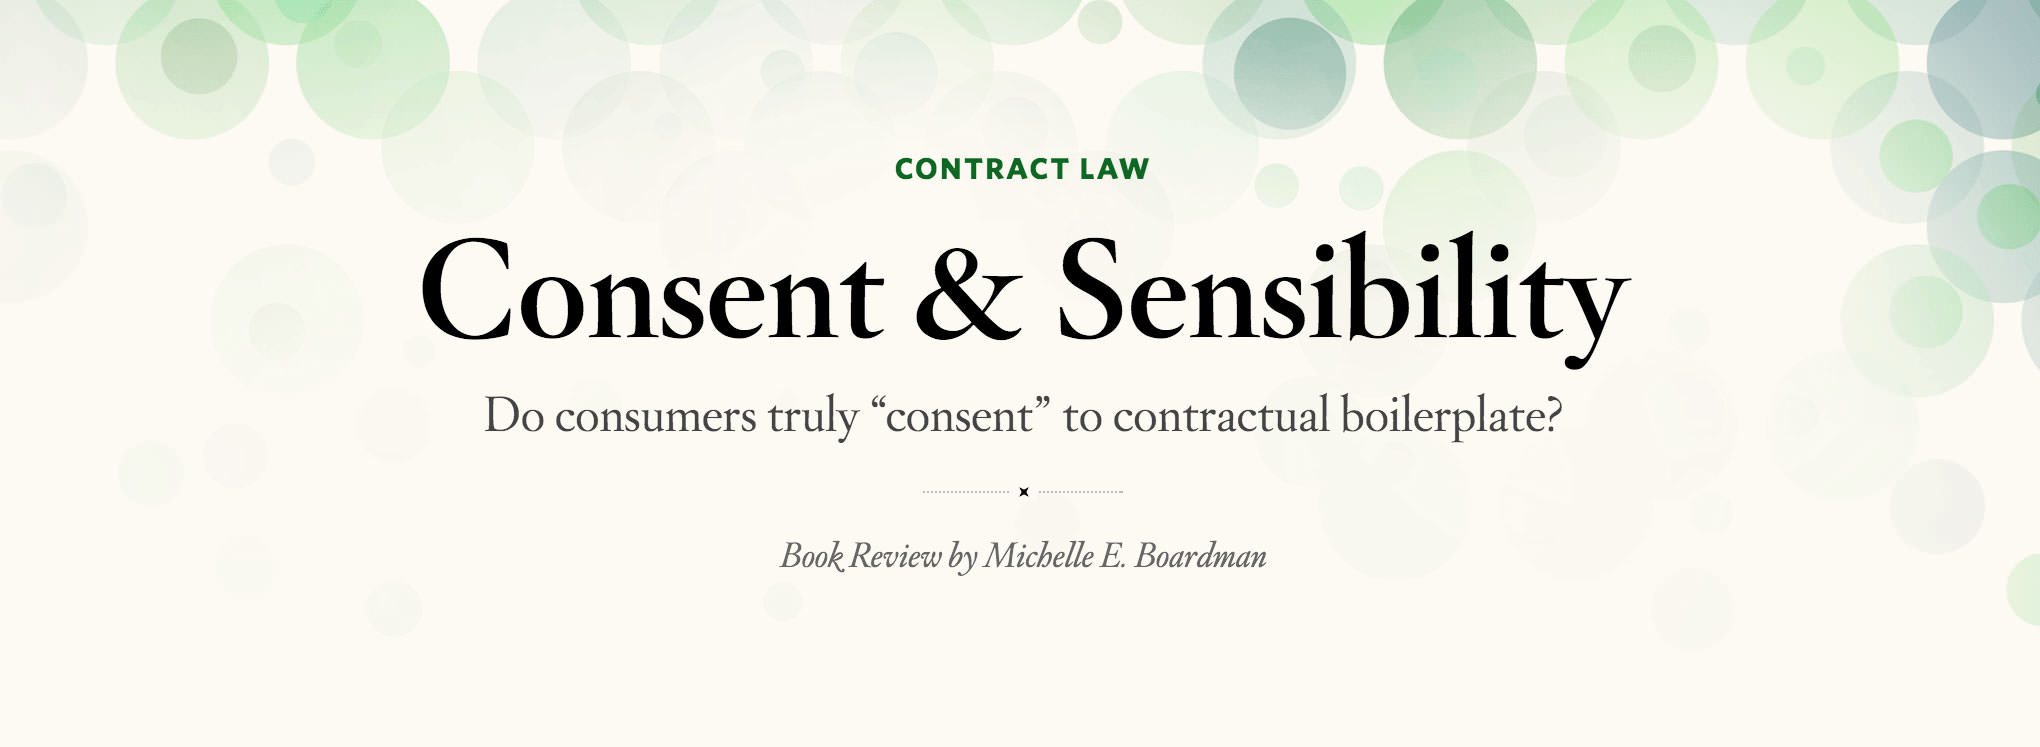 CONTRACT LAW
Consent & Sensibility
Do consumers truly “consent” to contractual boilerplate?
Book Review by Michelle E. Boardman